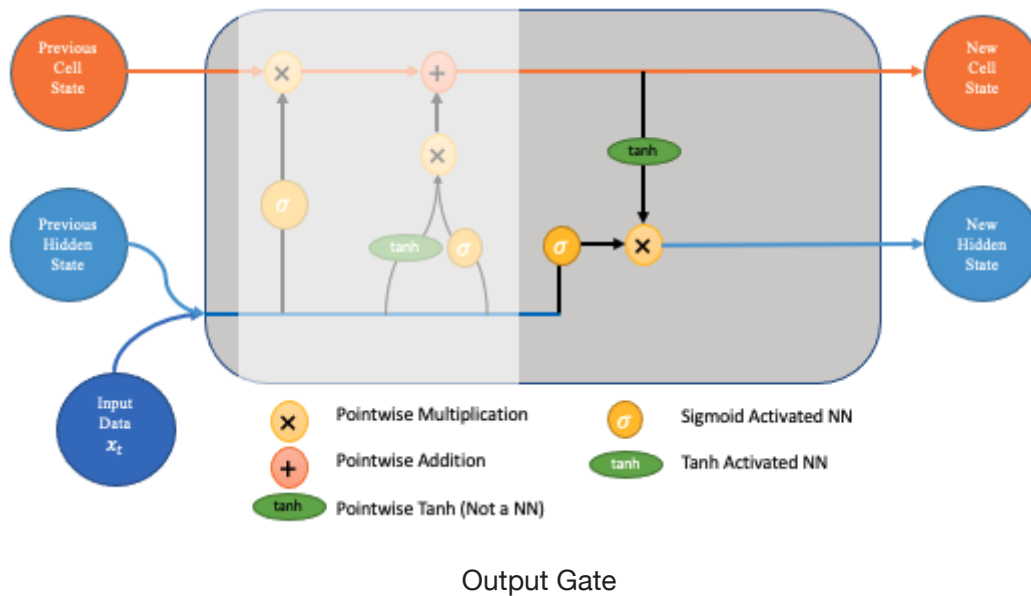 Previous
Cell
State
New
Cell
State
×
+
tanh
×
σ
Previous
Hidden
State
New
Hidden
State
tanh
σ
σ
×
Input
Data
xₜ
× Pointwise Multiplication
σ Sigmoid Activated NN
+ Pointwise Addition
tanh Tanh Activated NN
tanh Pointwise Tanh (Not a NN)
Output Gate